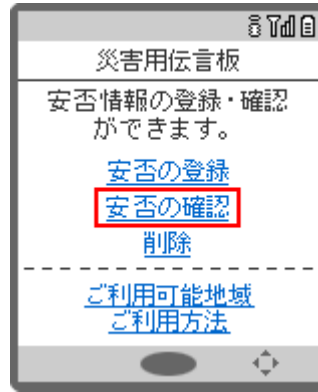 災害用伝言板
安否情報の登録・確認
ができます。
安否の登録
安否の確認
削除
ご利用可能地域
ご利用方法